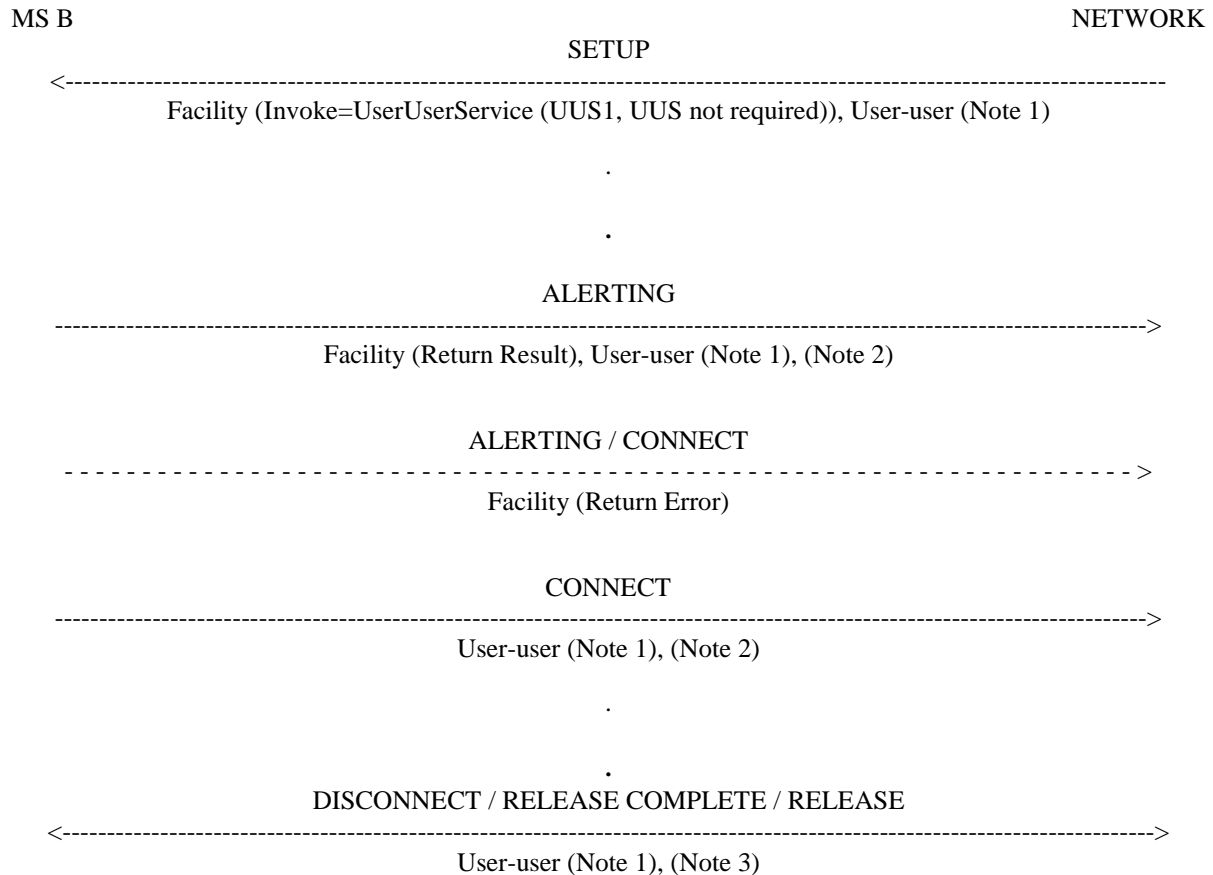 MS B NETWORK
SETUP
<------------------------------------------------------------------------------------------------------------------------------
Facility (Invoke=UserUserService (UUS1, UUS not required)), User-user (Note 1)
.
.
ALERTING
----------------------------------------------------------------------------------------------------------------------------->
Facility (Return Result), User-user (Note 1), (Note 2)
ALERTING / CONNECT
- - - - - - - - - - - - - - - - - - - - - - - - - - - - - - - - - - - - - - - - - - - - - - - - - - - - - - - - - - - - - - - - - - - - - - >
Facility (Return Error)
CONNECT
----------------------------------------------------------------------------------------------------------------------------->
User-user (Note 1), (Note 2)
.
.
DISCONNECT / RELEASE COMPLETE / RELEASE
<----------------------------------------------------------------------------------------------------------------------------->
User-user (Note 1), (Note 3)